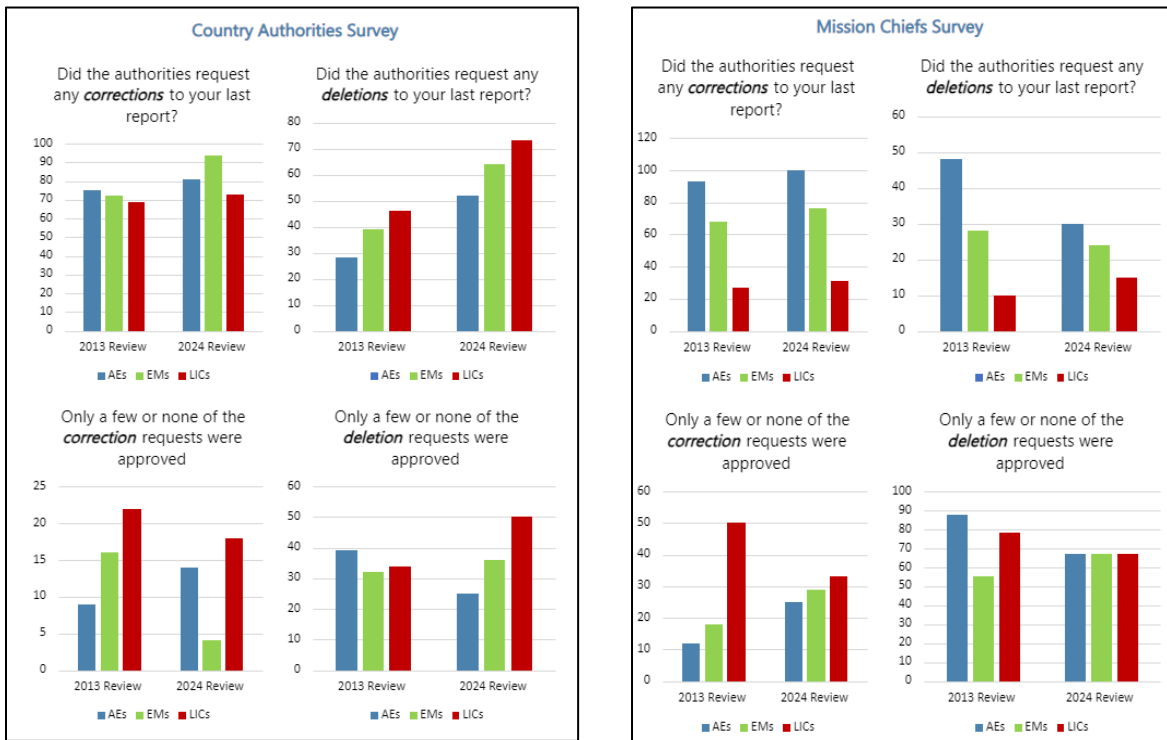 Country Authorities Survey
Did the authorities request
any corrections to your last
report?
100
90
80
70
60
50
40
30
20
10
0
2013 Review 2024 Review
AEs EMs LICs
Did the authorities request any
deletions to your last report?
80
70
60
50
40
30
20
10
0
2013 Review 2024 Review
AEs EMs LICs
Only a few or none of the
correction requests were
approved
25
20
15
10
5
0
2013 Review 2024 Review
AEs EMs LICs
Only a few or none of the
deletion requests were
approved
60
50
40
30
20
10
0
2013 Review 2024 Review
AEs EMs LICs
Mission Chiefs Survey
Did the authorities request
any corrections to your last
report?
120
100
80
60
40
20
0
2013 Review 2024 Review
AEs EMs LICs
Did the authorities request any
deletions to your last report?
60
50
40
30
20
10
0
2013 Review 2024 Review
AEs EMs LICs
Only a few or none of the
correction requests were
approved
60
50
40
30
20
10
0
2013 Review 2024 Review
AEs EMs LICs
Only a few or none of the
deletion requests were
approved
100
90
80
70
60
50
40
30
20
10
0
2013 Review 2024 Review
AEs EMs LICs